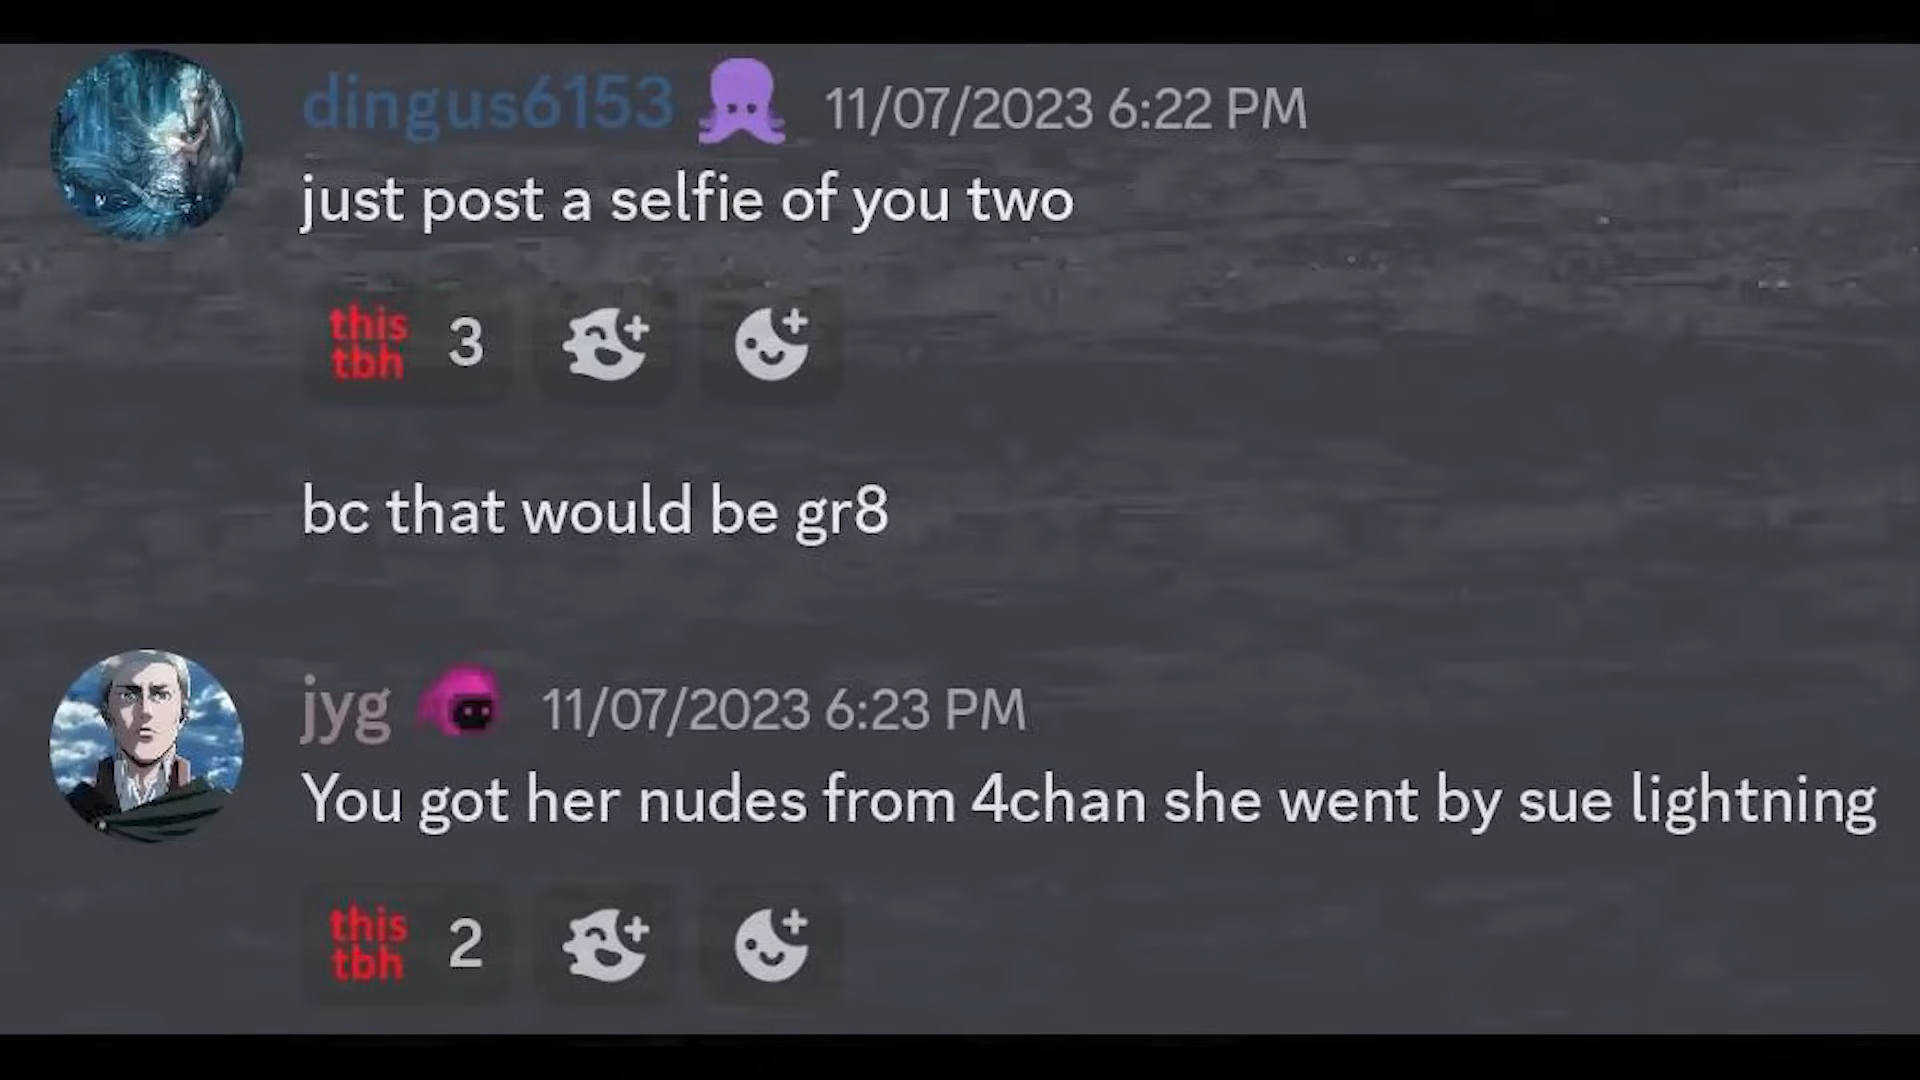 dingus6153 11/07/2023 6:22 PM
just post a selfie of you two
this
tbh 3
bc that would be gr8
jyg 11/07/2023 6:23 PM
You got her nudes from 4chan she went by sue lightning
this
tbh 2